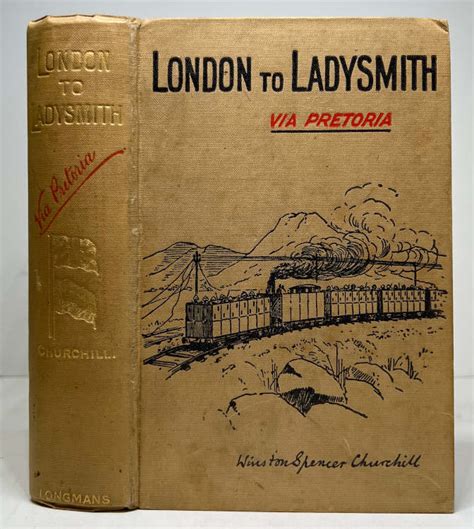 LONDON
TO
LADYSMITH
Via Pretoria
CHURCHILL.
LONGMANS
LONDON TO LADYSMITH
VIA PRETORIA
Winston Spencer Churchill